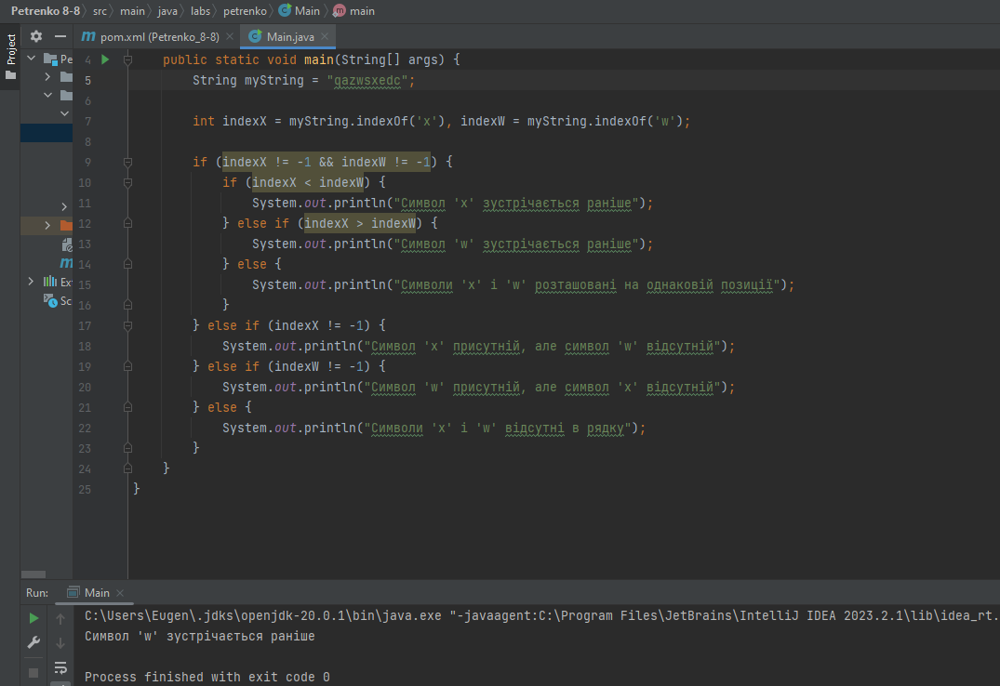 Petrenko 8-8 src main java labs petrenko Main main
Project
pom.xml (Petrenko_8-8) Main.java
Pe
Ext
Sc
4 public static void main(String[] args) {
5 String myString = "qazwsxedc";
6
7 int indexX = myString.indexOf('x'), indexW = myString.indexOf('w');
8
9 if (indexX != -1 && indexW != -1) {
10 if (indexX < indexW) {
11 System.out.println("Символ 'x' зустрічається раніше");
12 } else if (indexX > indexW) {
13 System.out.println("Символ 'w' зустрічається раніше");
14 } else {
15 System.out.println("Символи 'x' і 'w' розташовані на однаковій позиції");
16 }
17 } else if (indexX != -1) {
18 System.out.println("Символ 'x' присутній, але символ 'w' відсутній");
19 } else if (indexW != -1) {
20 System.out.println("Символ 'w' присутній, але символ 'x' відсутній");
21 } else {
22 System.out.println("Символи 'x' і 'w' відсутні в рядку");
23 }
24 }
25 }
Run: Main
C:\Users\Eugen\.jdks\openjdk-20.0.1\bin\java.exe "-javaagent:C:\Program Files\JetBrains\IntelliJ IDEA 2023.2.1\lib\idea_rt.
Символ 'w' зустрічається раніше
Process finished with exit code 0